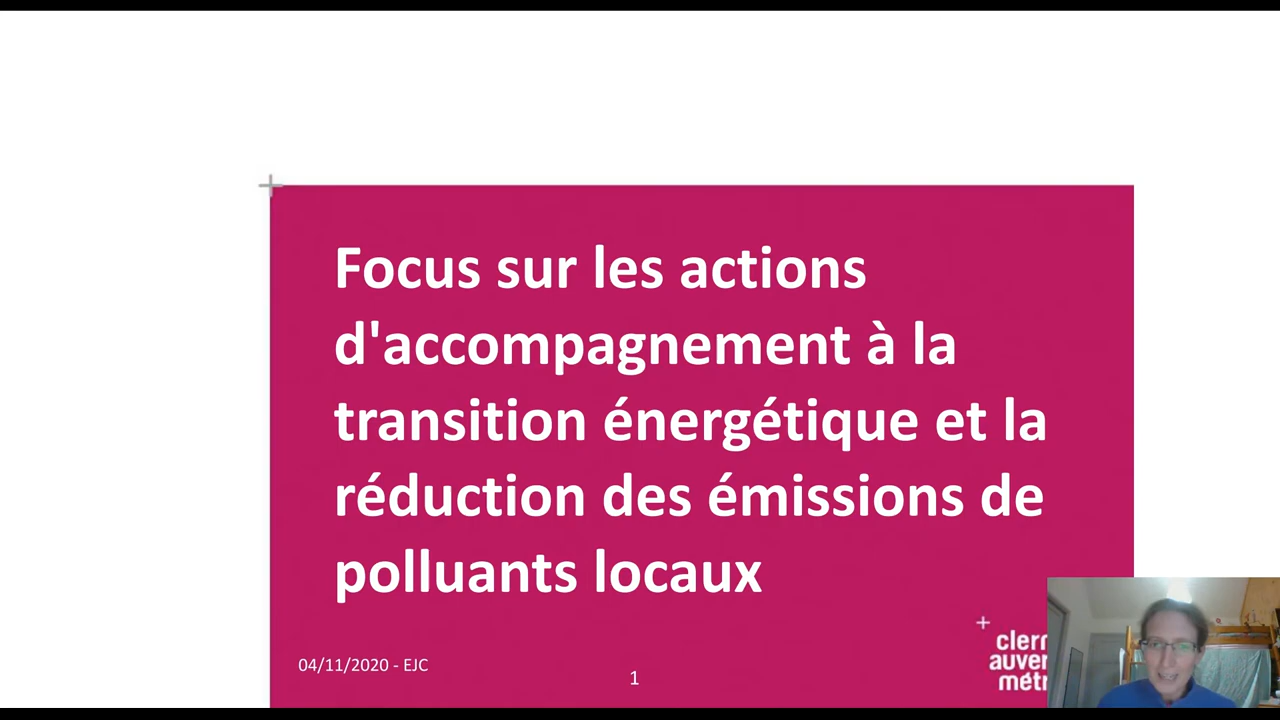 Focus sur les actions
d'accompagnement à la
transition énergétique et la
réduction des émissions de
polluants locaux
04/11/2020 - EJC
1